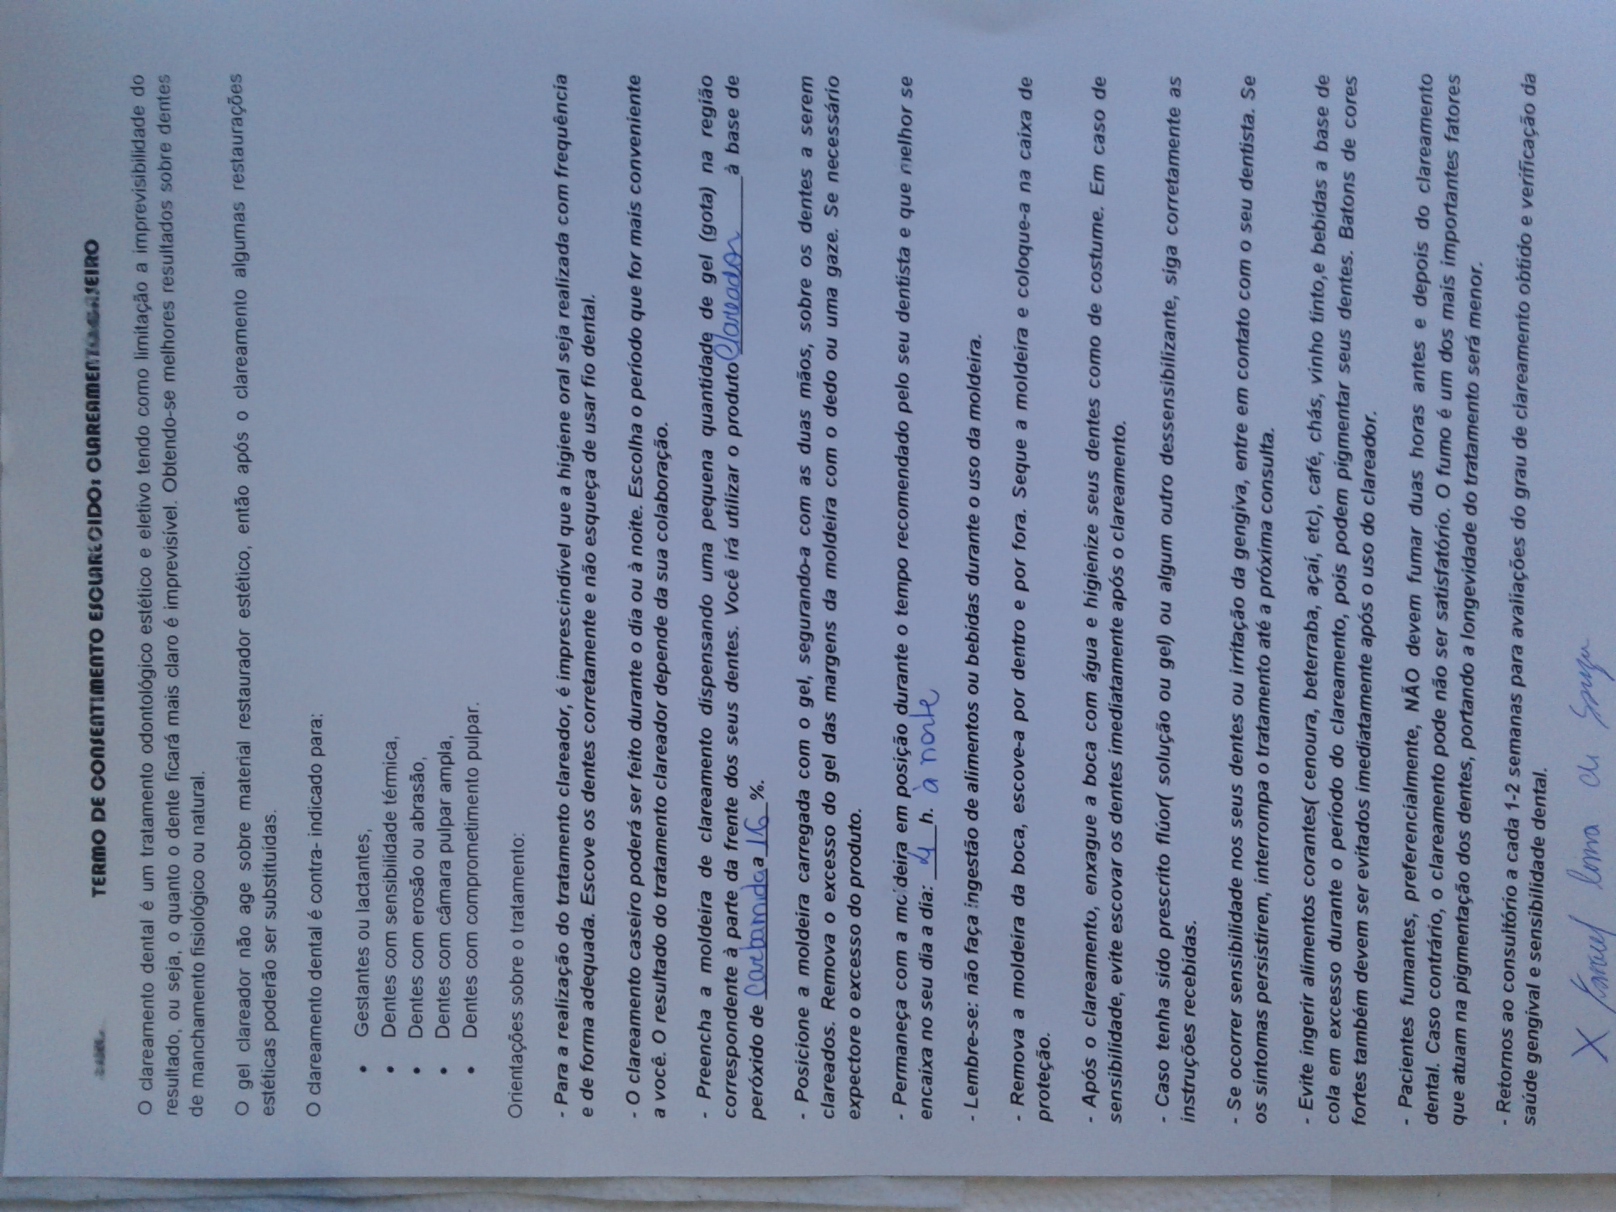 TERMO DE CONSENTIMENTO ESCLARECIDO: CLAREAMENTO CASEIRO
O clareamento dental é um tratamento odontológico estético e eletivo tendo como limitação a imprevisibilidade do
resultado, ou seja, o quanto o dente ficará mais claro é imprevisível. Obtendo-se melhores resultados sobre dentes
de manchamento fisiológico ou natural.
O gel clareador não age sobre material restaurador estético, então após o clareamento algumas restaurações
estéticas poderão ser substituídas.
O clareamento dental é contra- indicado para:
• Gestantes ou lactantes,
• Dentes com sensibilidade térmica,
• Dentes com erosão ou abrasão,
• Dentes com câmara pulpar ampla,
• Dentes com comprometimento pulpar.
Orientações sobre o tratamento:
- Para a realização do tratamento clareador, é imprescindível que a higiene oral seja realizada com frequência
e de forma adequada. Escove os dentes corretamente e não esqueça de usar fio dental.
- O clareamento caseiro poderá ser feito durante o dia ou à noite. Escolha o período que for mais conveniente
a você. O resultado do tratamento clareador depende da sua colaboração.
- Preencha a moldeira de clareamento dispensando uma pequena quantidade de gel (gota) na região
correspondente à parte da frente dos seus dentes. Você irá utilizar o produto Clareador à base de
peróxido de Carbamida a 16 %.
- Posicione a moldeira carregada com o gel, segurando-a com as duas mãos, sobre os dentes a serem
clareados. Remova o excesso do gel das margens da moldeira com o dedo ou uma gaze. Se necessário
expectore o excesso do produto.
- Permaneça com a moldeira em posição durante o tempo recomendado pelo seu dentista e que melhor se
encaixa no seu dia a dia: 4 h. à noite
- Lembre-se: não faça ingestão de alimentos ou bebidas durante o uso da moldeira.
- Remova a moldeira da boca, escove-a por dentro e por fora. Seque a moldeira e coloque-a na caixa de
proteção.
- Após o clareamento, enxague a boca com água e higienize seus dentes como de costume. Em caso de
sensibilidade, evite escovar os dentes imediatamente após o clareamento.
- Caso tenha sido prescrito flúor( solução ou gel) ou algum outro dessensibilizante, siga corretamente as
instruções recebidas.
- Se ocorrer sensibilidade nos seus dentes ou irritação da gengiva, entre em contato com o seu dentista. Se
os sintomas persistirem, interrompa o tratamento até a próxima consulta.
- Evite ingerir alimentos corantes( cenoura, beterraba, açaí, etc), café, chás, vinho tinto,e bebidas a base de
cola em excesso durante o período do clareamento, pois podem pigmentar seus dentes. Batons de cores
fortes também devem ser evitados imediatamente após o uso do clareador.
- Pacientes fumantes, preferencialmente, NÃO devem fumar duas horas antes e depois do clareamento
dental. Caso contrário, o clareamento pode não ser satisfatório. O fumo é um dos mais importantes fatores
que atuam na pigmentação dos dentes, portando a longevidade do tratamento será menor.
- Retornos ao consultório a cada 1-2 semanas para avaliações do grau de clareamento obtido e verificação da
saúde gengival e sensibilidade dental.
X lima de Souza